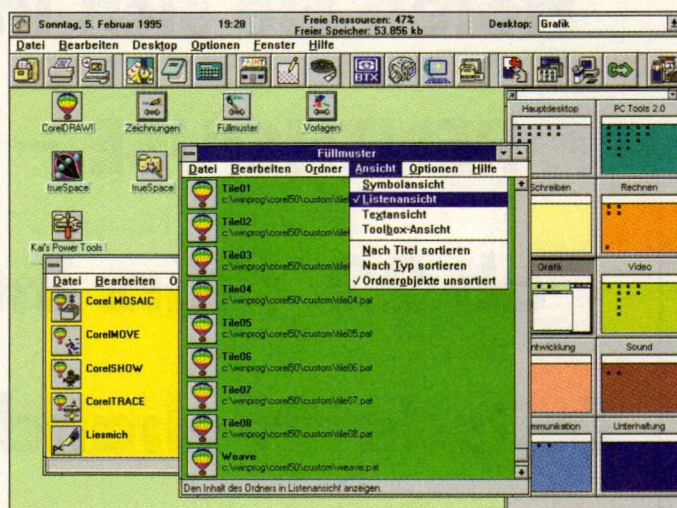 Sonntag, 5. Februar 1995
19:28
Freie Ressourcen: 47%
Freier Speicher: 53.856 kb
Desktop:
Grafik
Datei Bearbeiten Desktop Optionen Fenster Hilfe
PAINT
BTX
CorelDRAW!
Zeichnungen
Füllmuster
Vorlagen
trueSpace
trueSpace
Kai's Power Tools
Datei Bearbeiten O
Corel MOSAIC
CorelMOVE
CorelSHOW
CorelTRACE
Liesmich
Füllmuster
Datei Bearbeiten Ordner Ansicht Optionen Hilfe
Symbolansicht
✓ Listenansicht
Textansicht
Toolbox-Ansicht
Nach Titel sortieren
Nach Typ sortieren
✓ Ordnerobjekte unsortiert
Tile01
c:\winprog\corel50\custom\tile
Tile02
c:\winprog\corel50\custom\tile
Tile03
c:\winprog\corel50\custom\tile
Tile04
c:\winprog\corel50\custom\tile04.pat
Tile05
c:\winprog\corel50\custom\tile05.pat
Tile06
c:\winprog\corel50\custom\tile06.pat
Tile07
c:\winprog\corel50\custom\tile07.pat
Tile08
c:\winprog\corel50\custom\tile08.pat
Weave
c:\winprog\corel50\custom\weave.pat
Den Inhalt des Ordners in Listenansicht anzeigen.
Hauptdesktop
PC Tools 2.0
Schreiben
Rechnen
Grafik
Video
ntwicklung
Sound
mmunikation
Unterhaltung